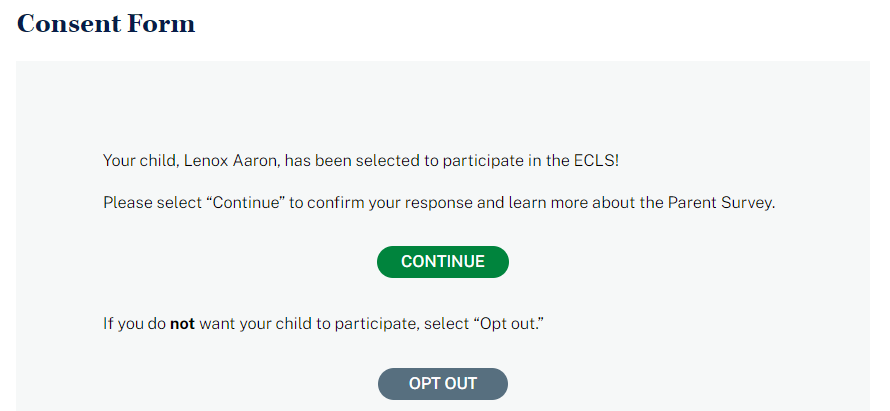 Consent Form
Your child, Lenox Aaron, has been selected to participate in the ECLS!
Please select “Continue” to confirm your response and learn more about the Parent Survey.
CONTINUE
If you do not want your child to participate, select “Opt out.”
OPT OUT